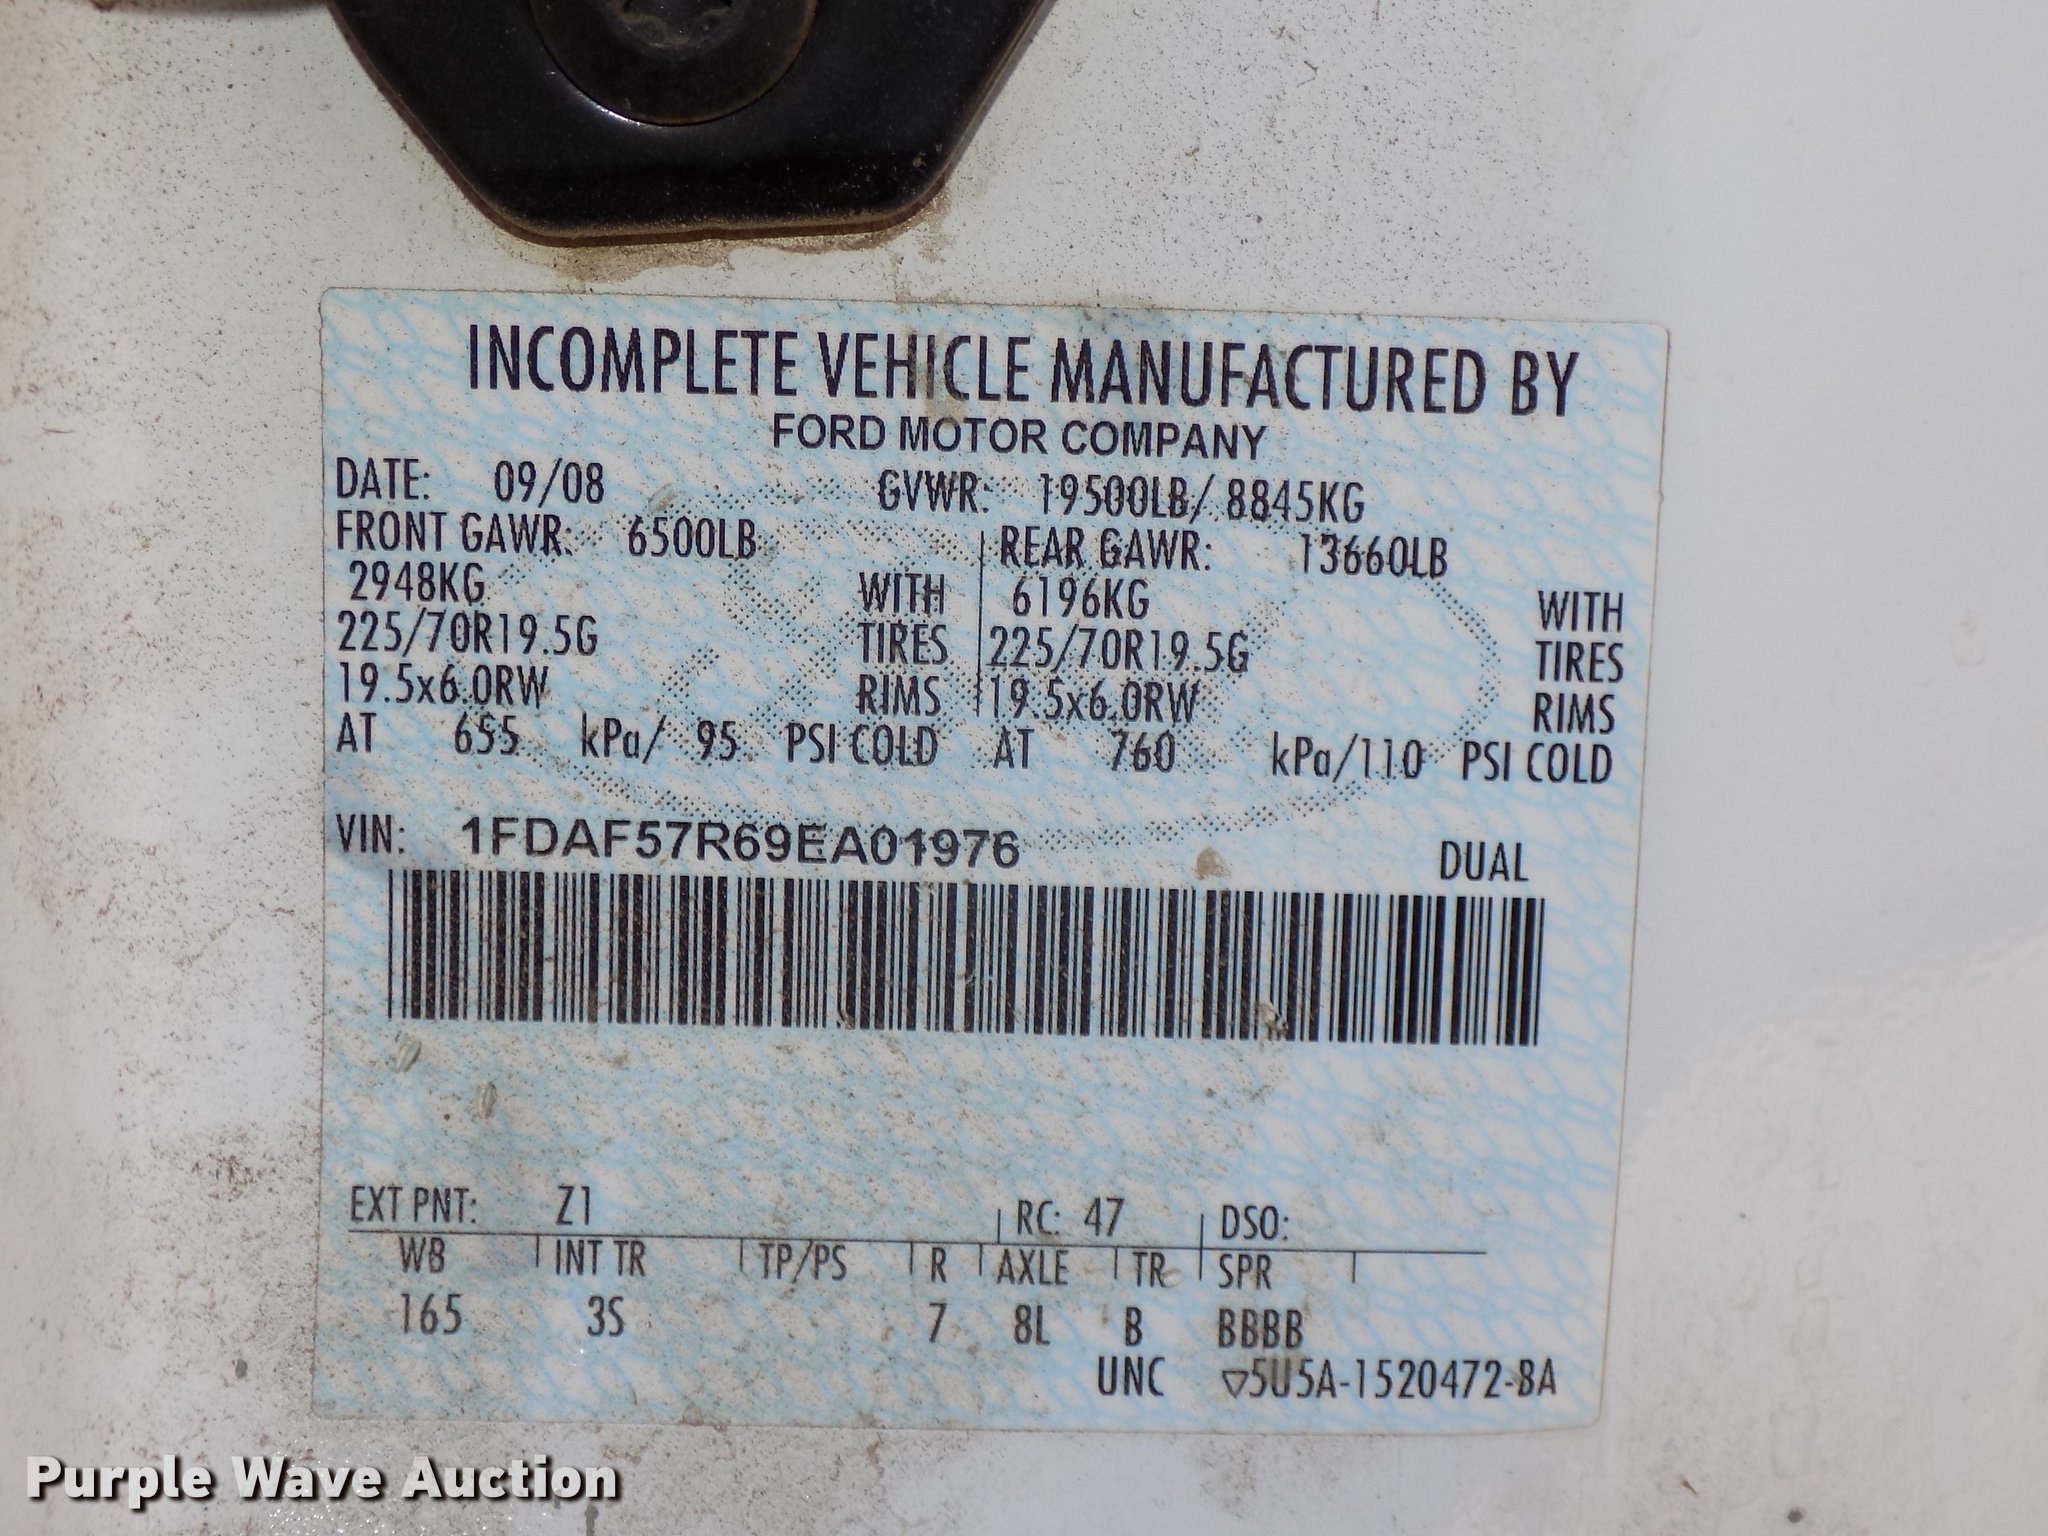 INCOMPLETE VEHICLE MANUFACTURED BY
FORD MOTOR COMPANY
DATE: 09/08 GVWR: 19500LB/ 8845KG
FRONT GAWR: 6500LB REAR GAWR: 13660LB
2948KG WITH 6196KG WITH
225/70R19.5G TIRES 225/70R19.5G TIRES
19.5x6.0RW RIMS 19.5x6.0RW RIMS
AT 655 kPa/ 95 PSI COLD AT 760 kPa/110 PSI COLD
VIN: 1FDAF57R69EA01976 DUAL
EXT PNT: Z1 RC: 47 DSO:
WB INT TR TP/PS R AXLE TR SPR
165 3S 7 8L B BBBB
UNC ▽5U5A-1520472-BA
Purple Wave Auction